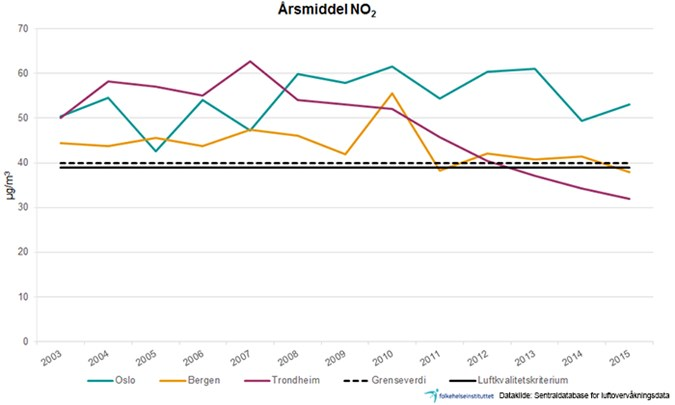 Årsmiddel NO₂
70
60
50
40
30
20
10
0
µg/m³
2003 2004 2005 2006 2007 2008 2009 2010 2011 2012 2013 2014 2015
Oslo Bergen Trondheim Grenseverdi Luftkvalitetskriterium
folkehelseinstituttet Datakilde: Sentraldatabase for luftovervåkningsdata